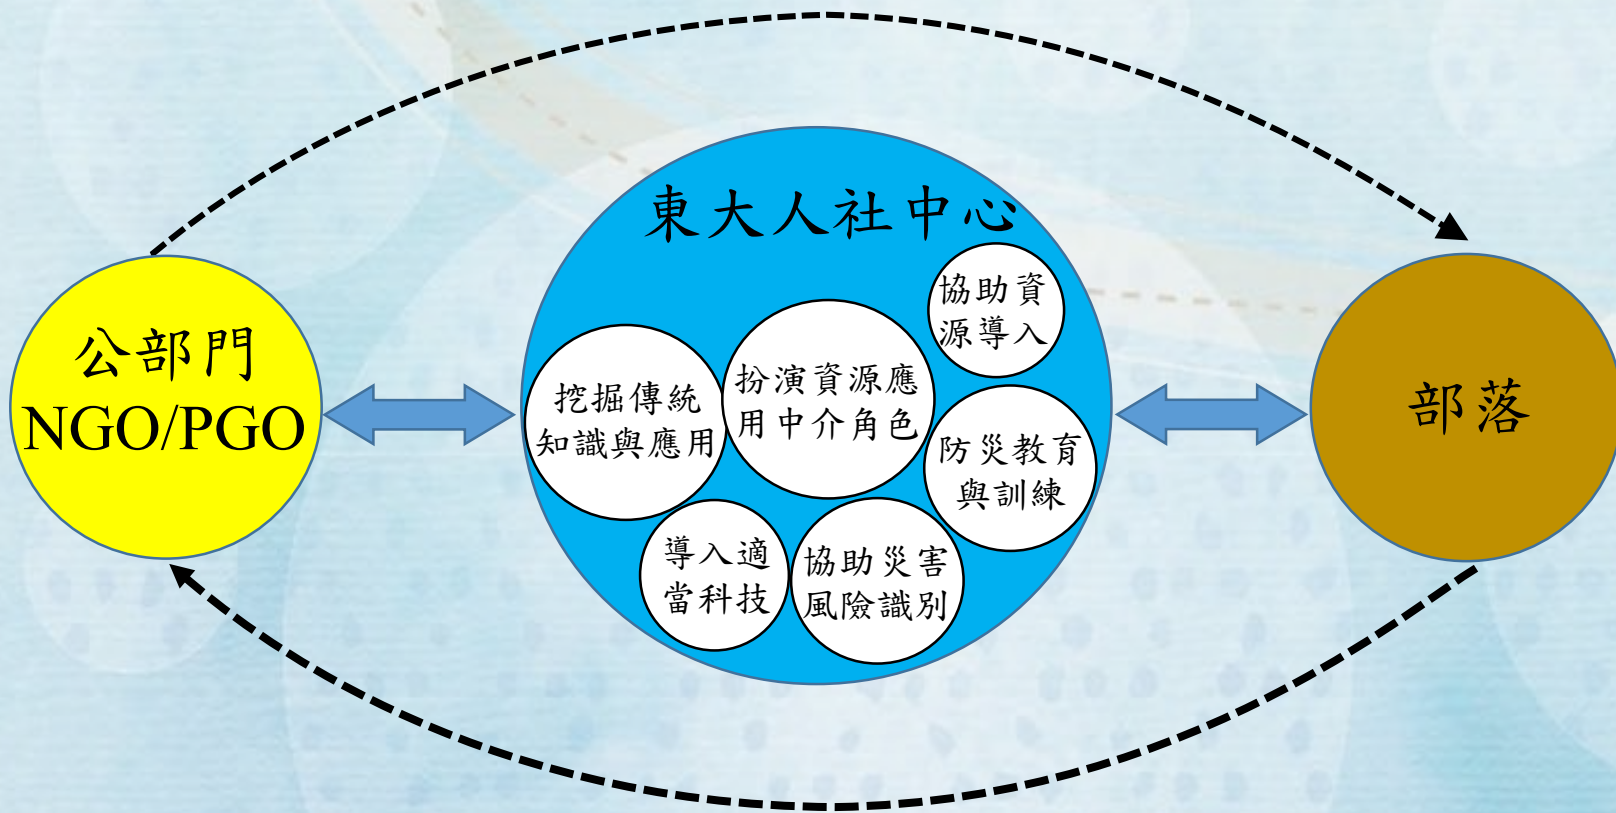 東大人社中心
公部門
NGO/PGO
挖掘傳統
知識與應用
扮演資源應
用中介角色
協助資
源導入
防災教育
與訓練
導入適
當科技
協助災害
風險識別
部落